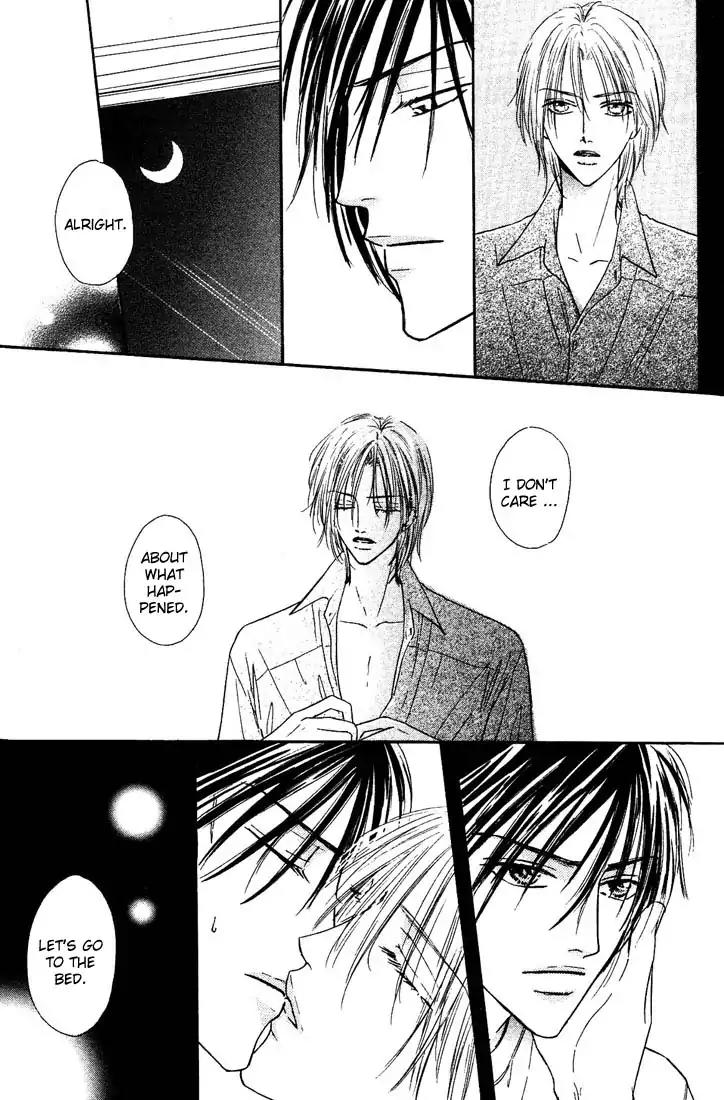 ALRIGHT.
I DON'T
CARE ...
ABOUT
WHAT
HAP-
PENED.
LET'S GO
TO THE
BED.